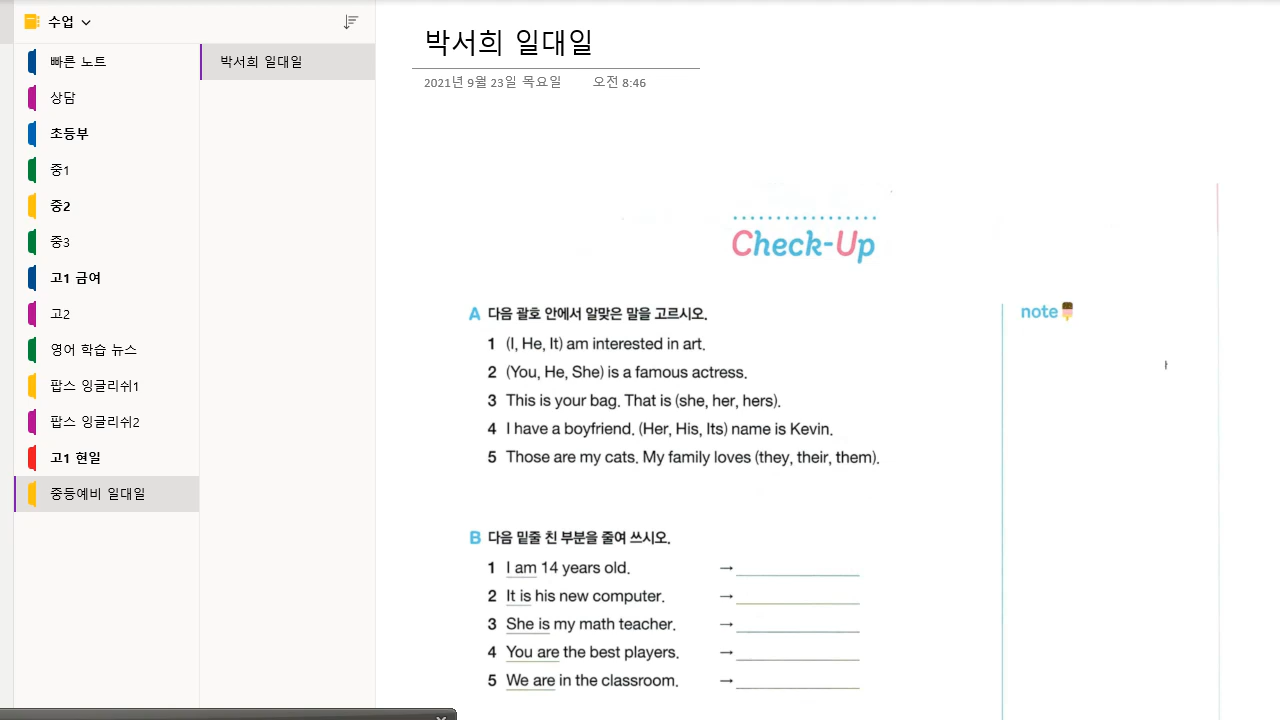 수업
빠른 노트
상담
초등부
중1
중2
중3
고1 금여
고2
영어 학습 뉴스
팝스 잉글리쉬1
팝스 잉글리쉬2
고1 현일
중등예비 일대일
박서희 일대일
박서희 일대일
2021년 9월 23일 목요일 오전 8:46
Check-Up
A 다음 괄호 안에서 알맞은 말을 고르시오.
1 (I, He, It) am interested in art.
2 (You, He, She) is a famous actress.
3 This is your bag. That is (she, her, hers).
4 I have a boyfriend. (Her, His, Its) name is Kevin.
5 Those are my cats. My family loves (they, their, them).
note
B 다음 밑줄 친 부분을 줄여 쓰시오.
1 I am 14 years old. →
2 It is his new computer. →
3 She is my math teacher. →
4 You are the best players. →
5 We are in the classroom. →